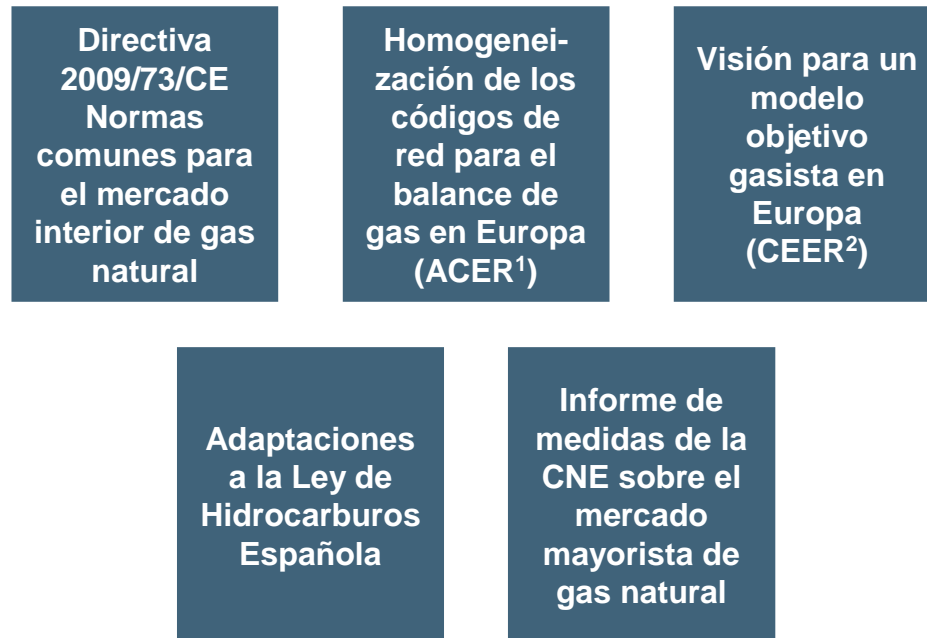 Directiva
2009/73/CE
Normas
comunes para
el mercado
interior de gas
natural
Homogenei-
zación de los
códigos de
red para el
balance de
gas en Europa
(ACER¹)
Visión para un
modelo
objetivo
gasista en
Europa
(CEER²)
Adaptaciones
a la Ley de
Hidrocarburos
Española
Informe de
medidas de la
CNE sobre el
mercado
mayorista de
gas natural